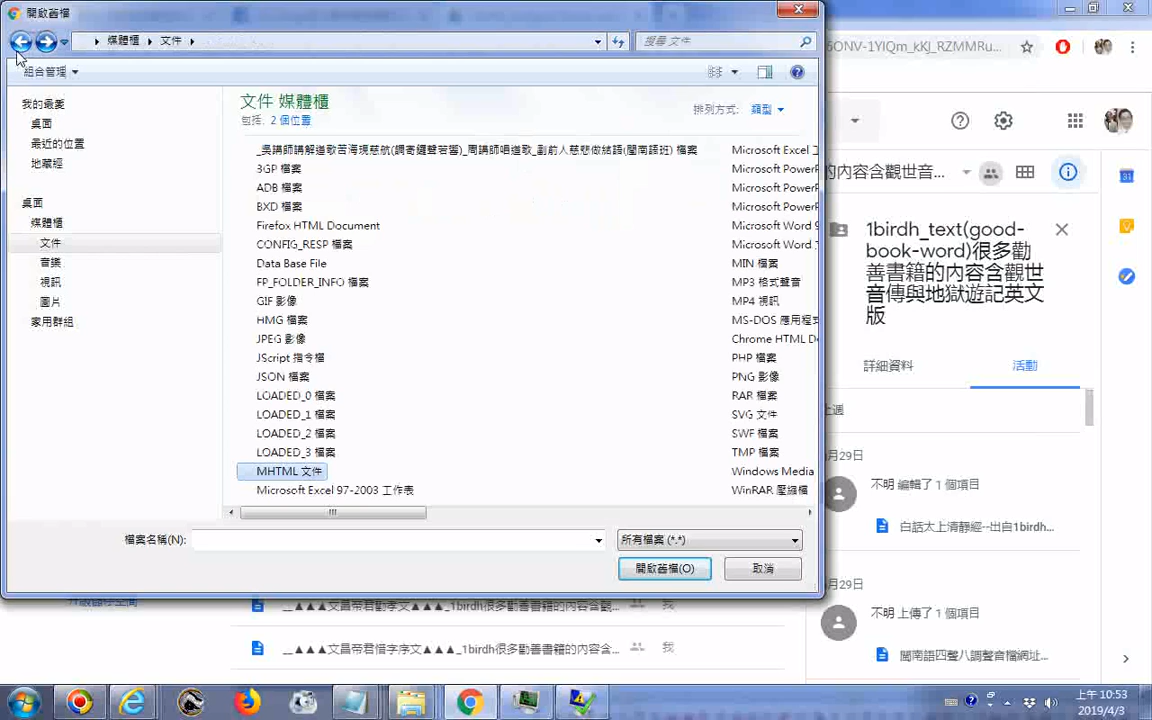 開啟舊檔
媒體櫃 文件
搜尋 文件
5ONV-1YIQm_kKJ_RZMMRu...
組合管理
我的最愛
桌面
最近的位置
地藏經
桌面
媒體櫃
文件
音樂
視訊
圖片
家用群組
文件 媒體櫃
包括: 2 個位置
排列方式: 類型
_吳講師講解道歌苦海現慈航(調寄鑼聲若響)_周講師唱道歌_勸前人慈悲做結語(閩南語班) 檔案
3GP 檔案
ADB 檔案
BXD 檔案
Firefox HTML Document
CONFIG_RESP 檔案
Data Base File
FP_FOLDER_INFO 檔案
GIF 影像
HMG 檔案
JPEG 影像
JScript 指令檔
JSON 檔案
LOADED_0 檔案
LOADED_1 檔案
LOADED_2 檔案
LOADED_3 檔案
MHTML 文件
Microsoft Excel 97-2003 工作表
Microsoft Excel
Microsoft PowerP
Microsoft PowerP
Microsoft PowerP
Microsoft Word 9
Microsoft Word
MIN 檔案
MP3 格式聲音
MP4 視訊
MS-DOS 應用程式
Chrome HTML Do
PHP 檔案
PNG 影像
RAR 檔案
SVG 文件
SWF 檔案
TMP 檔案
Windows Media
WinRAR 壓縮檔
檔案名稱(N):
所有檔案 (*.*)
開啟舊檔(O)
取消
的內容含觀世音...
31
1birdh_text(good-
book-word)很多勸
善書籍的內容含觀世
音傳與地獄遊記英文
版
詳細資料
活動
上週
月29日
不明 編輯了 1 個項目
白話太上清靜經--出自1birdh...
月29日
不明 上傳了 1 個項目
閩南語四聲八調聲音檔網址...
升級儲存空間
__▲▲▲文昌帝君勸孝文▲▲▲_1birdh很多勸善書籍的內容含觀... 我
__▲▲▲文昌帝君惜字序文▲▲▲_1birdh很多勸善書籍的內容含... 我
上午 10:53
2019/4/3